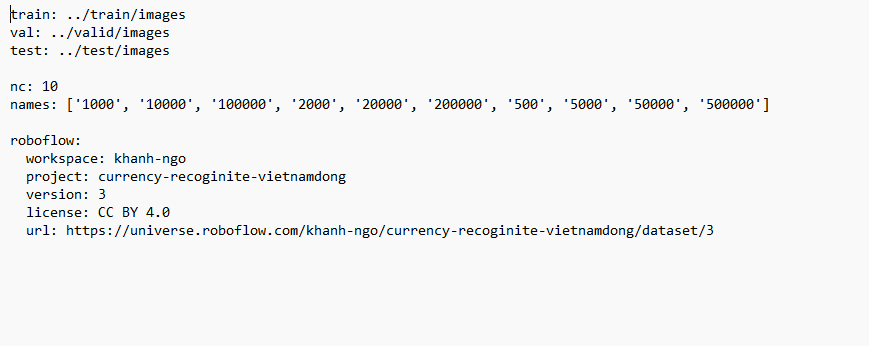 train: ../train/images
val: ../valid/images
test: ../test/images
nc: 10
names: ['1000', '10000', '100000', '2000', '20000', '200000', '500', '5000', '50000', '500000']
roboflow:
  workspace: khanh-ngo
  project: currency-recoginite-vietnamdong
  version: 3
  license: CC BY 4.0
  url: https://universe.roboflow.com/khanh-ngo/currency-recoginite-vietnamdong/dataset/3